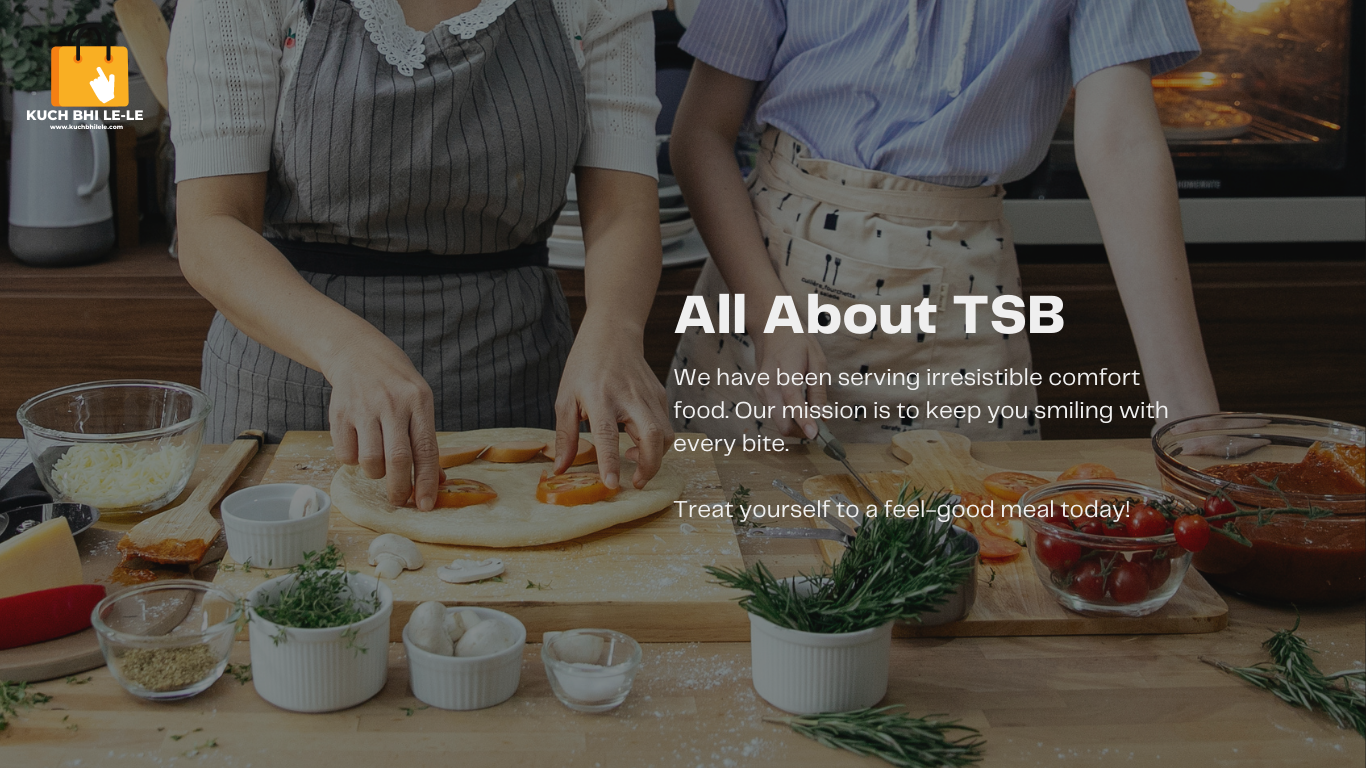 KUCH BHI LE-LE
www.kuchbhilele.com
All About TSB
We have been serving irresistible comfort
food. Our mission is to keep you smiling with
every bite.
Treat yourself to a feel-good meal today!